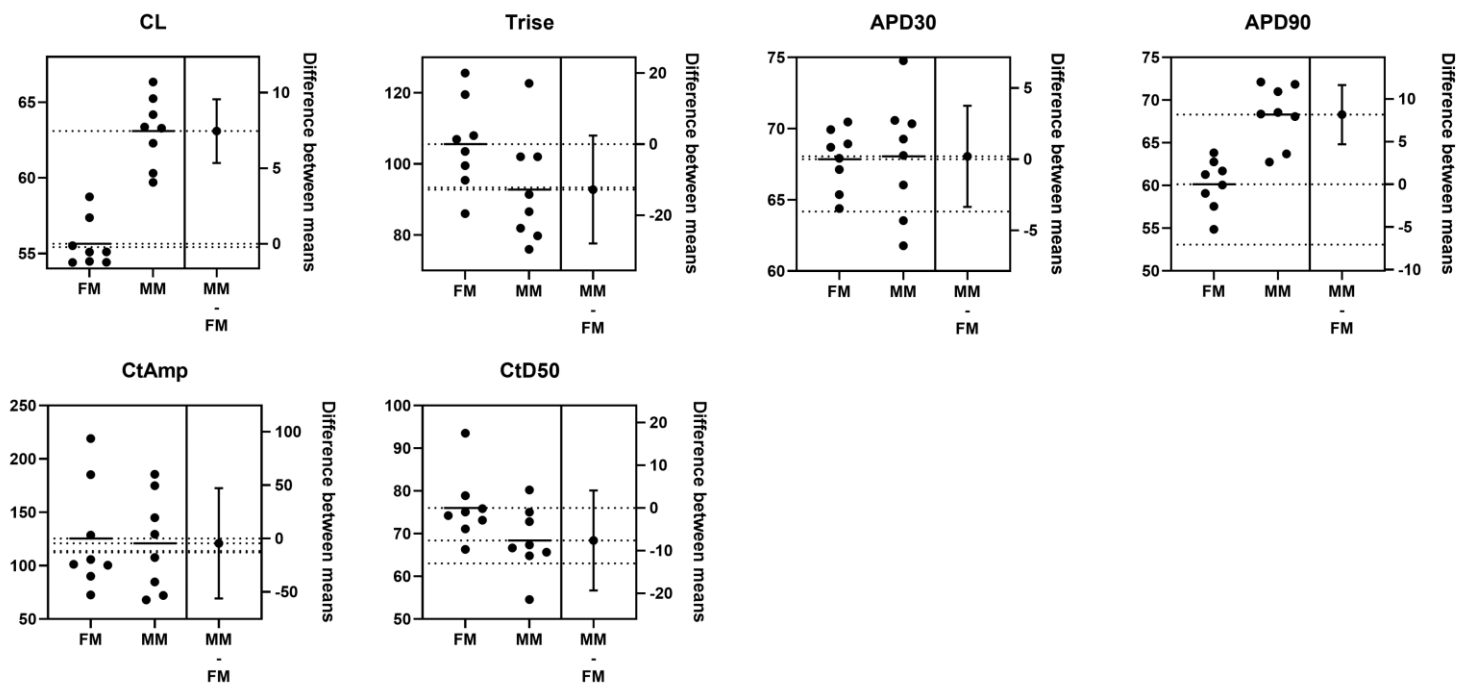 CL
65
60
55
10
5
0
Difference between means
FM
MM
MM
-
FM
Trise
120
100
80
20
0
-20
Difference between means
FM
MM
MM
-
FM
APD30
75
70
65
60
5
0
-5
Difference between means
FM
MM
MM
-
FM
APD90
75
70
65
60
55
50
10
5
0
-5
-10
Difference between means
FM
MM
MM
-
FM
CtAmp
250
200
150
100
50
100
50
0
-50
Difference between means
FM
MM
MM
-
FM
CtD50
100
90
80
70
60
50
20
10
0
-10
-20
Difference between means
FM
MM
MM
-
FM